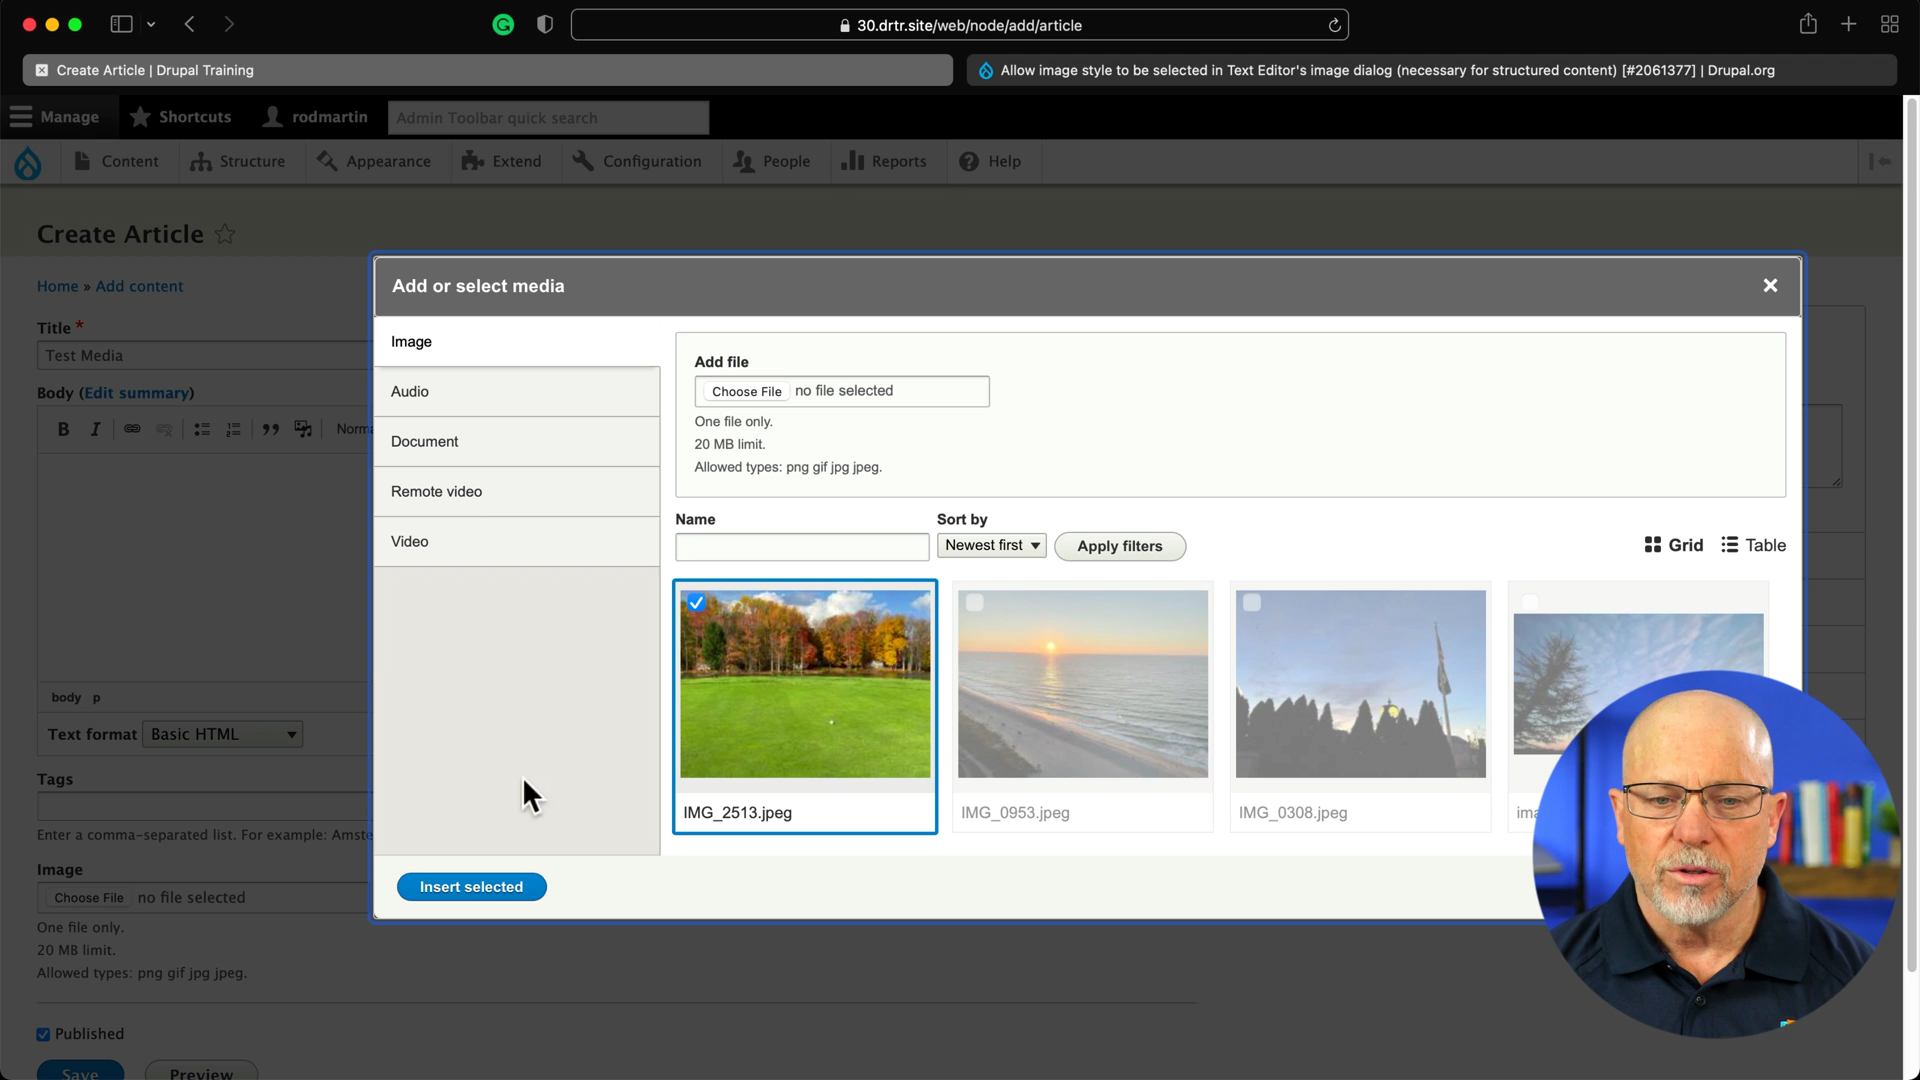 30.drtr.site/web/node/add/article
Create Article | Drupal Training
Allow image style to be selected in Text Editor's image dialog (necessary for structured content) [#2061377] | Drupal.org
Manage
Shortcuts
rodmartin
Admin Toolbar quick search
Content
Structure
Appearance
Extend
Configuration
People
Reports
Help
Create Article
Home » Add content
Title *
Test Media
Body (Edit summary)
B I
Norma
body p
Text format Basic HTML
Tags
Enter a comma-separated list. For example: Amste
Image
Choose File no file selected
One file only.
20 MB limit.
Allowed types: png gif jpg jpeg.
Published
Save
Preview
Add or select media
Image
Audio
Document
Remote video
Video
Add file
Choose File no file selected
One file only.
20 MB limit.
Allowed types: png gif jpg jpeg.
Name
Sort by
Newest first
Apply filters
Grid
Table
IMG_2513.jpeg
IMG_0953.jpeg
IMG_0308.jpeg
ima
Insert selected